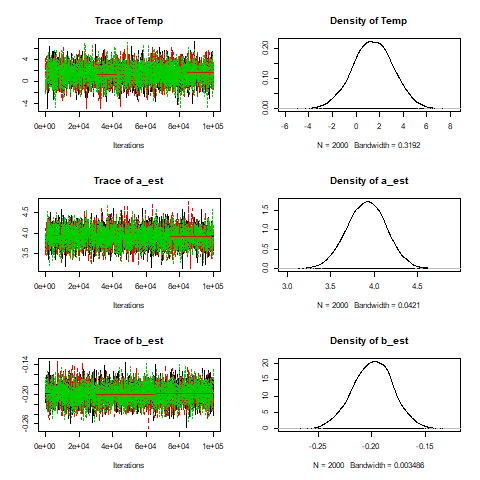 Trace of Temp
4
2
0
-4
0e+00 2e+04 4e+04 6e+04 8e+04 1e+05
Iterations
Density of Temp
0.20
0.10
0.00
-6 -4 -2 0 2 4 6 8
N = 2000 Bandwidth = 0.3192
Trace of a_est
4.5
4.0
3.5
0e+00 2e+04 4e+04 6e+04 8e+04 1e+05
Iterations
Density of a_est
1.5
1.0
0.5
0.0
3.0 3.5 4.0 4.5
N = 2000 Bandwidth = 0.0421
Trace of b_est
-0.14
-0.20
-0.26
0e+00 2e+04 4e+04 6e+04 8e+04 1e+05
Iterations
Density of b_est
20
15
10
5
0
-0.25 -0.20 -0.15
N = 2000 Bandwidth = 0.003486